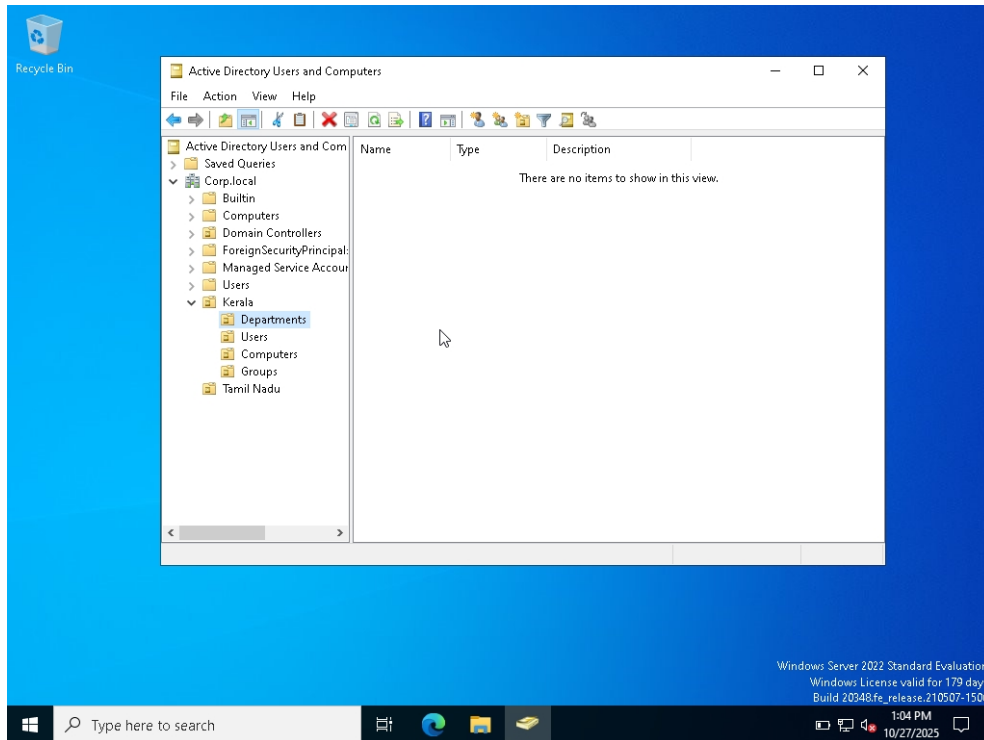 Recycle Bin
Active Directory Users and Computers
File Action View Help
Active Directory Users and Com
Saved Queries
Corp.local
Builtin
Computers
Domain Controllers
ForeignSecurityPrincipal:
Managed Service Accour
Users
Kerala
Departments
Users
Computers
Groups
Tamil Nadu
Name Type Description
There are no items to show in this view.
Windows Server 2022 Standard Evaluation
Windows License valid for 179 day
Build 20348.fe_release.210507-150
Type here to search
1:04 PM
10/27/2025